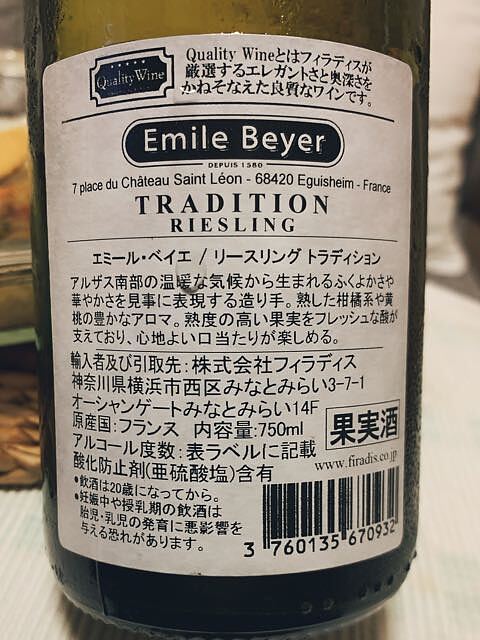 Quality Wine
Quality Wineとはフィラディスが
厳選するエレガントさと奥深さを
かねそなえた良質なワインです。
Emile Beyer
DEPUIS 1580
7 place du Château Saint Léon - 68420 Eguisheim - France
TRADITION
RIESLING
エミール・ベイエ / リースリング トラディション
アルザス南部の温暖な気候から生まれるふくよかさや
華やかさを見事に表現する造り手。熟した柑橘系や黄
桃の豊かなアロマ。熟度の高い果実をフレッシュな酸が
支えており、心地よい口当たりが楽しめる。
輸入者及び引取先：株式会社フィラディス
神奈川県横浜市西区みなとみらい3-7-1
オーシャンゲートみなとみらい14F
原産国：フランス 内容量：750ml
アルコール度数：表ラベルに記載
酸化防止剤(亜硫酸塩)含有
果実酒
www.firadis.co.jp
•飲酒は20歳になってから。
•妊娠中や授乳期の飲酒は
胎児・乳児の発育に悪影響を
与える恐れがあります。
3 760135 670932